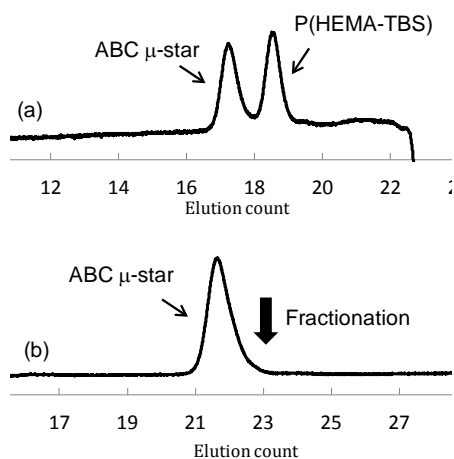 P(HEMA-TBS)
ABC μ-star
(a)
12 14 16 18 20 22 2
Elution count
ABC μ-star
Fractionation
(b)
17 19 21 23 25 27
Elution count